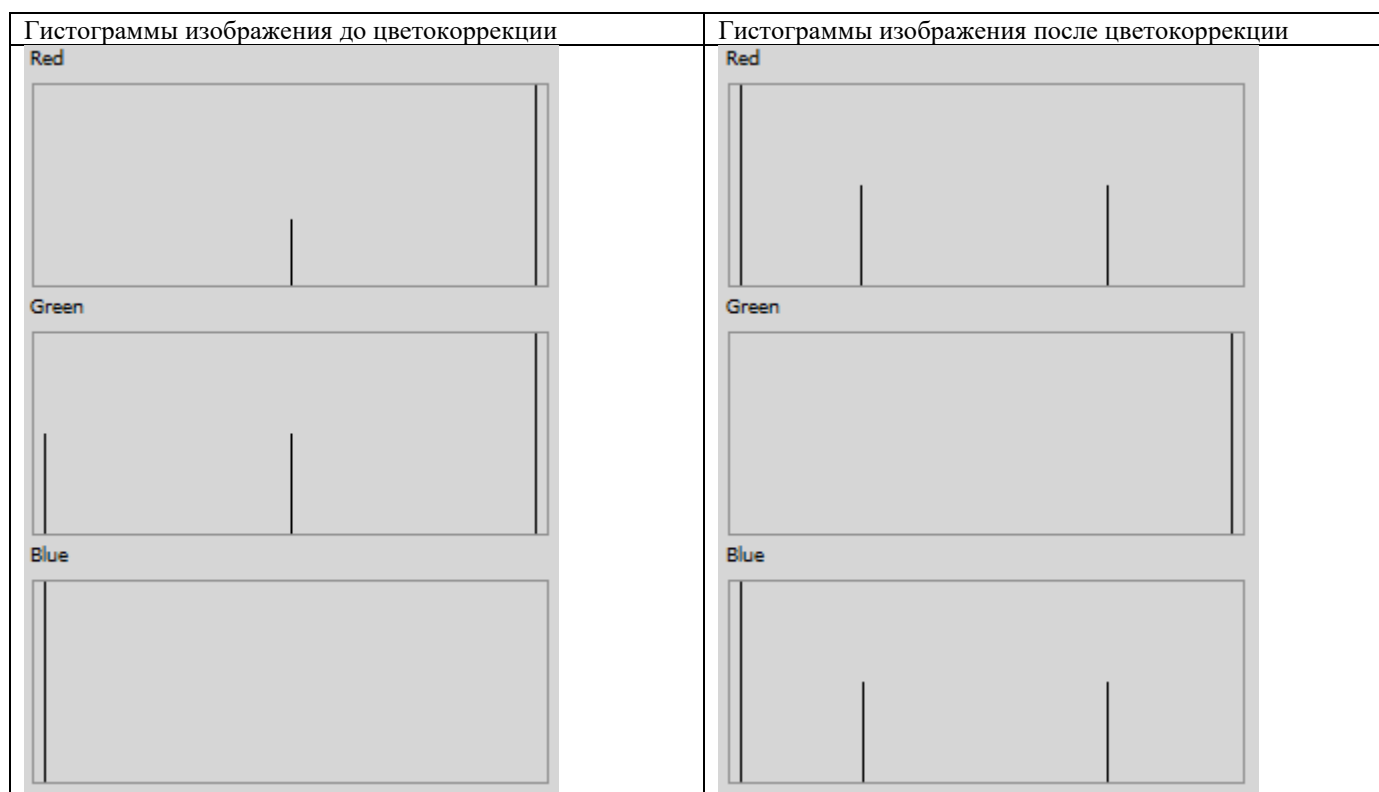 Гистограммы изображения до цветокоррекции
Гистограммы изображения после цветокоррекции
Red
Red
Green
Green
Blue
Blue